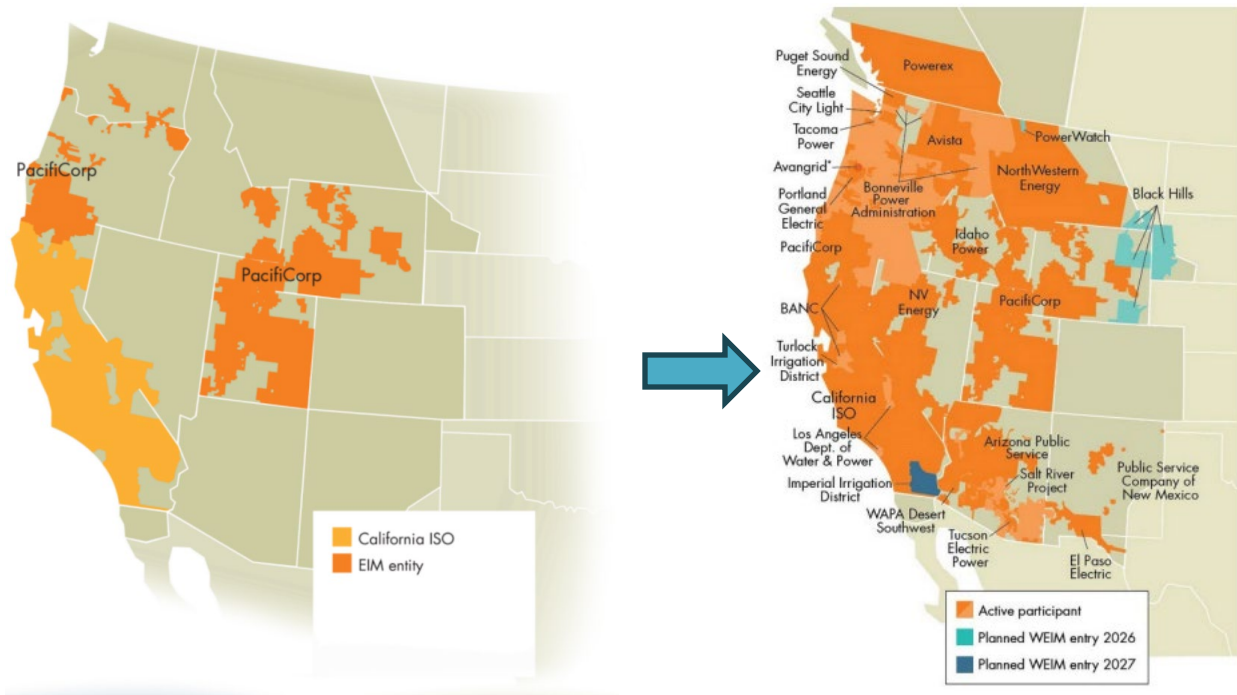 PacifiCorp
PacifiCorp
California ISO
EIM entity
Powerex
Puget Sound
Energy
Seattle
City Light
Tacoma
Power
Avista
PowerWatch
Avangrid*
NorthWestern
Energy
Bonneville
Power
Administration
Portland
General
Electric
Black Hills
PacifiCorp
Idaho
Power
BANC
NV
Energy
PacifiCorp
Turlock
Irrigation
District
California
ISO
Los Angeles
Dept. of
Water & Power
Arizona Public
Service
Salt River
Project
Public Service
Company of
New Mexico
Imperial Irrigation
District
WAPA Desert
Southwest
Tucson
Electric
Power
El Paso
Electric
Active participant
Planned WEIM entry 2026
Planned WEIM entry 2027